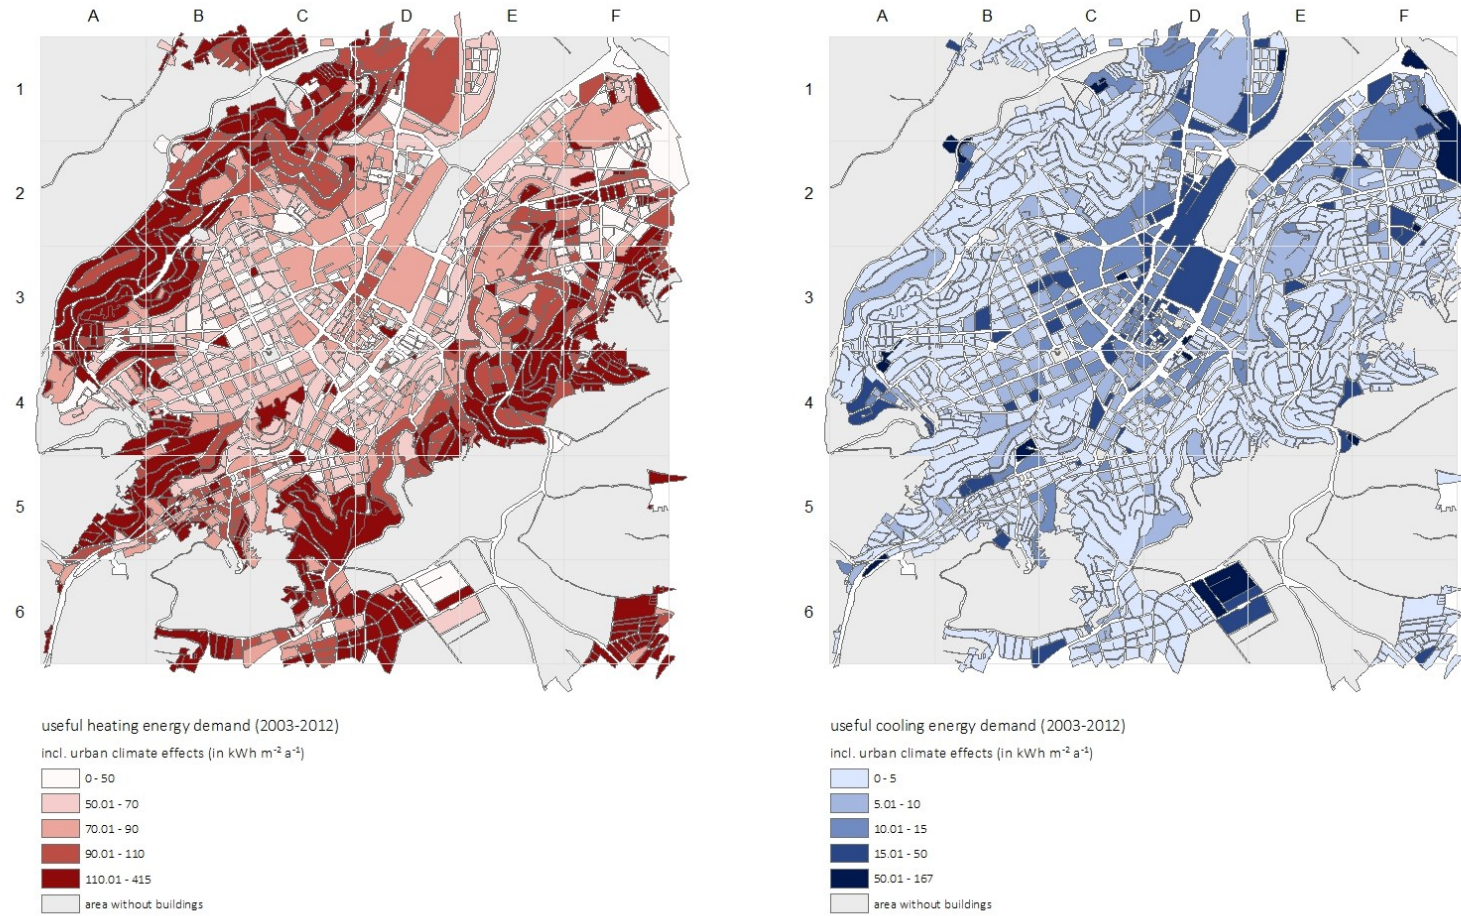 A B C D E F
A B C D E F
1
2
3
4
5
6
1
2
3
4
5
6
useful heating energy demand (2003-2012)
incl. urban climate effects (in kWh m⁻² a⁻¹)
0 - 50
50.01 - 70
70.01 - 90
90.01 - 110
110.01 - 415
area without buildings
useful cooling energy demand (2003-2012)
incl. urban climate effects (in kWh m⁻² a⁻¹)
0 - 5
5.01 - 10
10.01 - 15
15.01 - 50
50.01 - 167
area without buildings